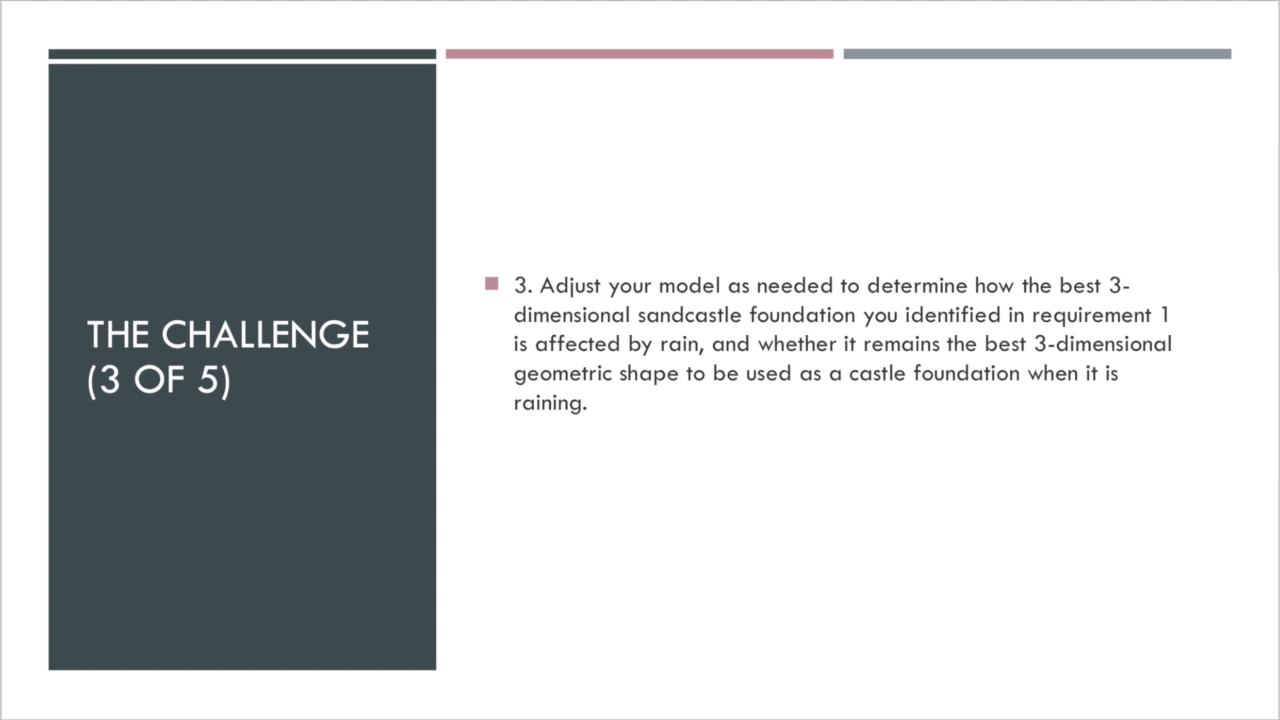 THE CHALLENGE
(3 OF 5)
3. Adjust your model as needed to determine how the best 3-
dimensional sandcastle foundation you identified in requirement 1
is affected by rain, and whether it remains the best 3-dimensional
geometric shape to be used as a castle foundation when it is
raining.